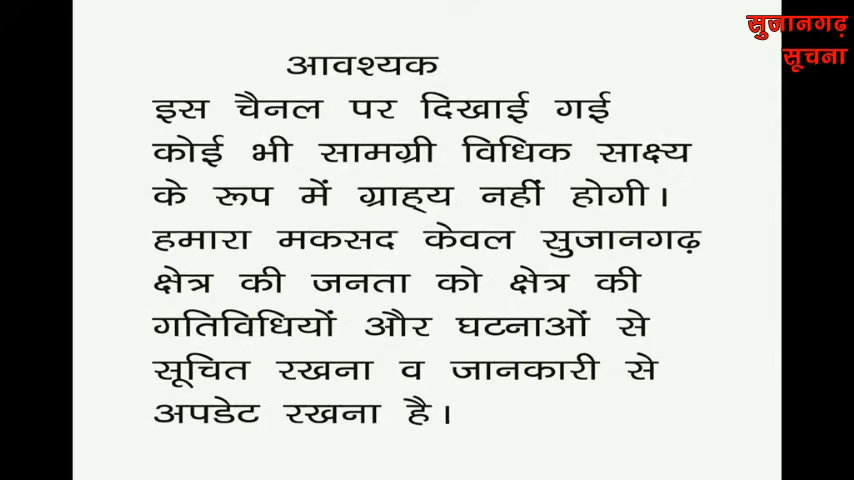 सुजानगढ़
सूचना
आवश्यक
इस चैनल पर दिखाई गई
कोई भी सामग्री विधिक साक्ष्य
के रूप में ग्राह्य नहीं होगी।
हमारा मकसद केवल सुजानगढ़
क्षेत्र की जनता को क्षेत्र की
गतिविधियों और घटनाओं से
सूचित रखना व जानकारी से
अपडेट रखना है।